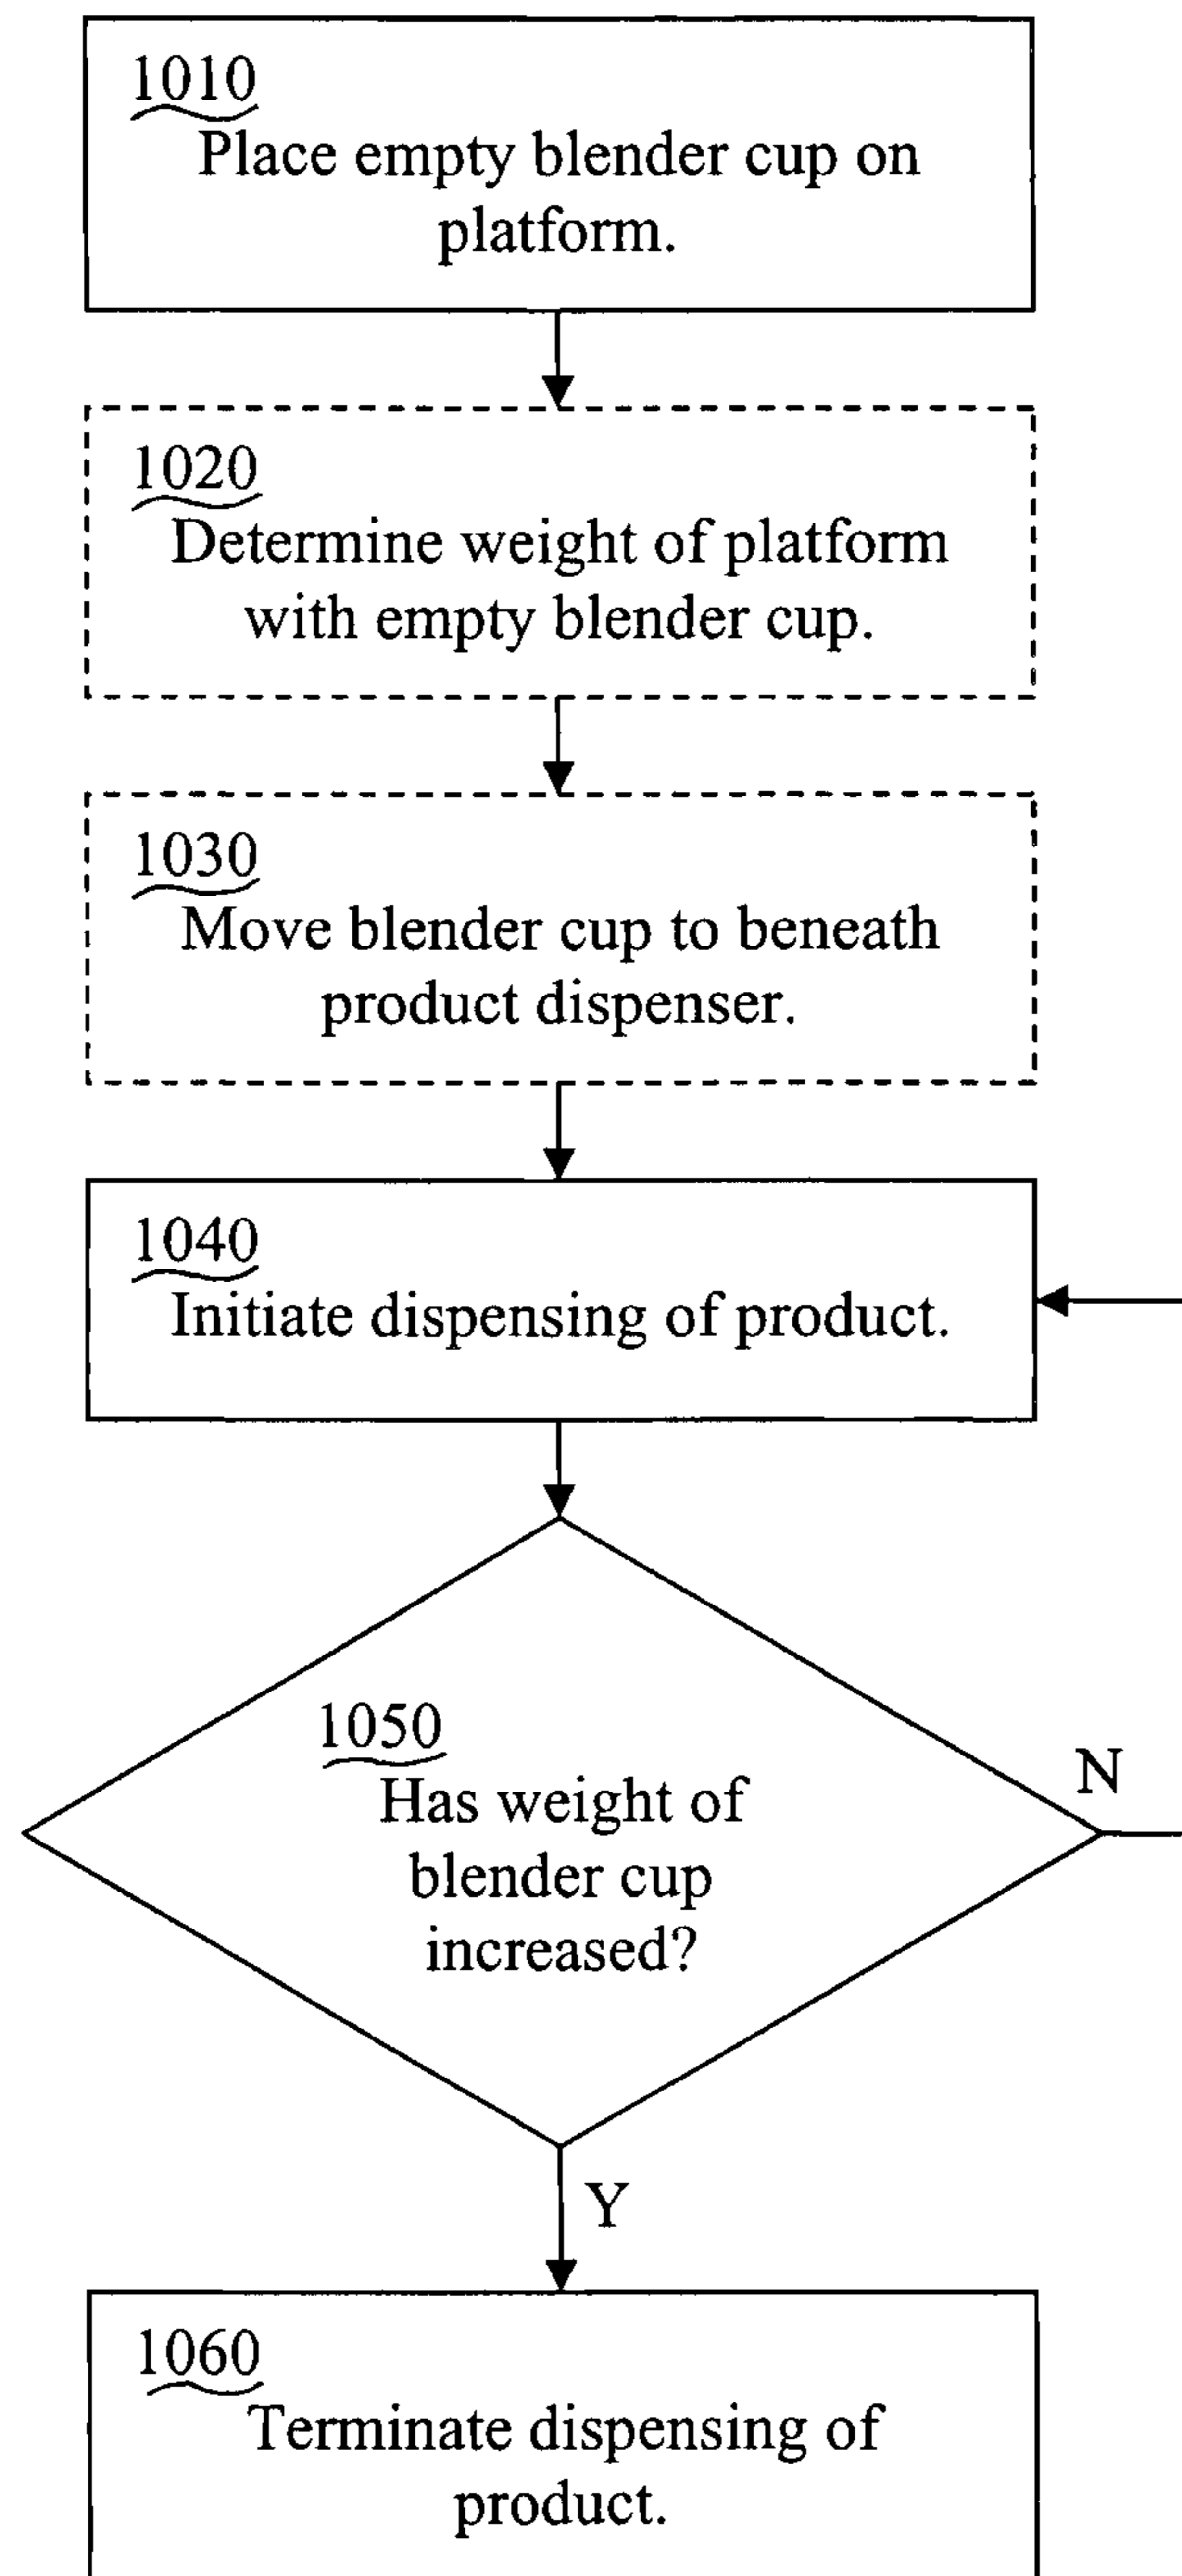 1010
Place empty blender cup on
platform.
1020
Determine weight of platform
with empty blender cup.
1030
Move blender cup to beneath
product dispenser.
1040
Initiate dispensing of product.
1050
Has weight of
blender cup
increased?
N
Y
1060
Terminate dispensing of
product.